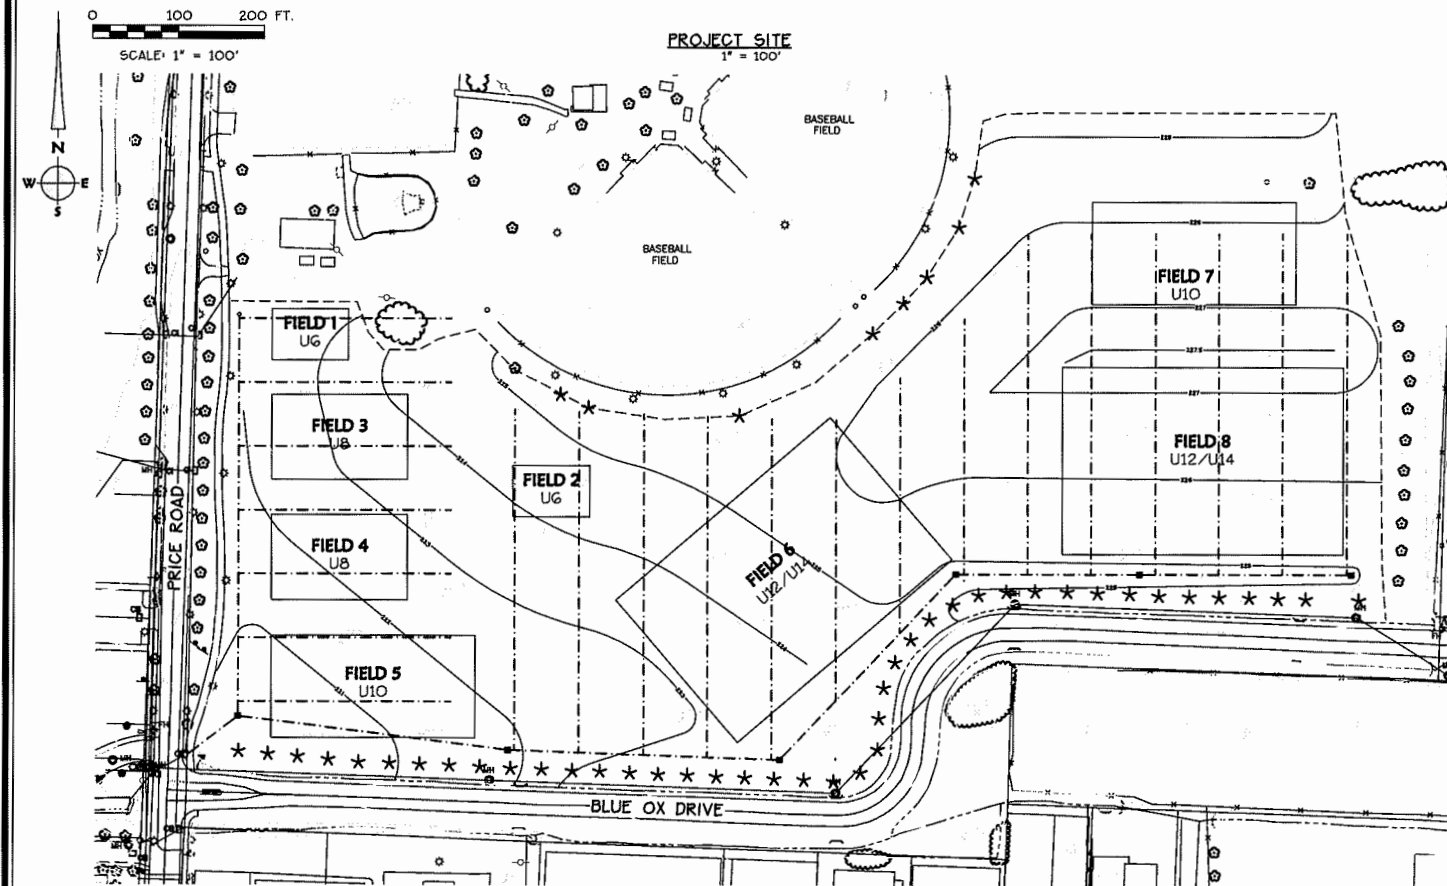 0 100 200 FT.
SCALE: 1" = 100'
PROJECT SITE
1" = 100'
N
W E
S
BASEBALL
FIELD
BASEBALL
FIELD
FIELD 7
U10
FIELD 1
U6
FIELD 3
U8
FIELD 2
U6
FIELD 8
U12/U14
FIELD 4
U8
FIELD 6
U12/U14
FIELD 5
U10
PRICE ROAD
BLUE OX DRIVE